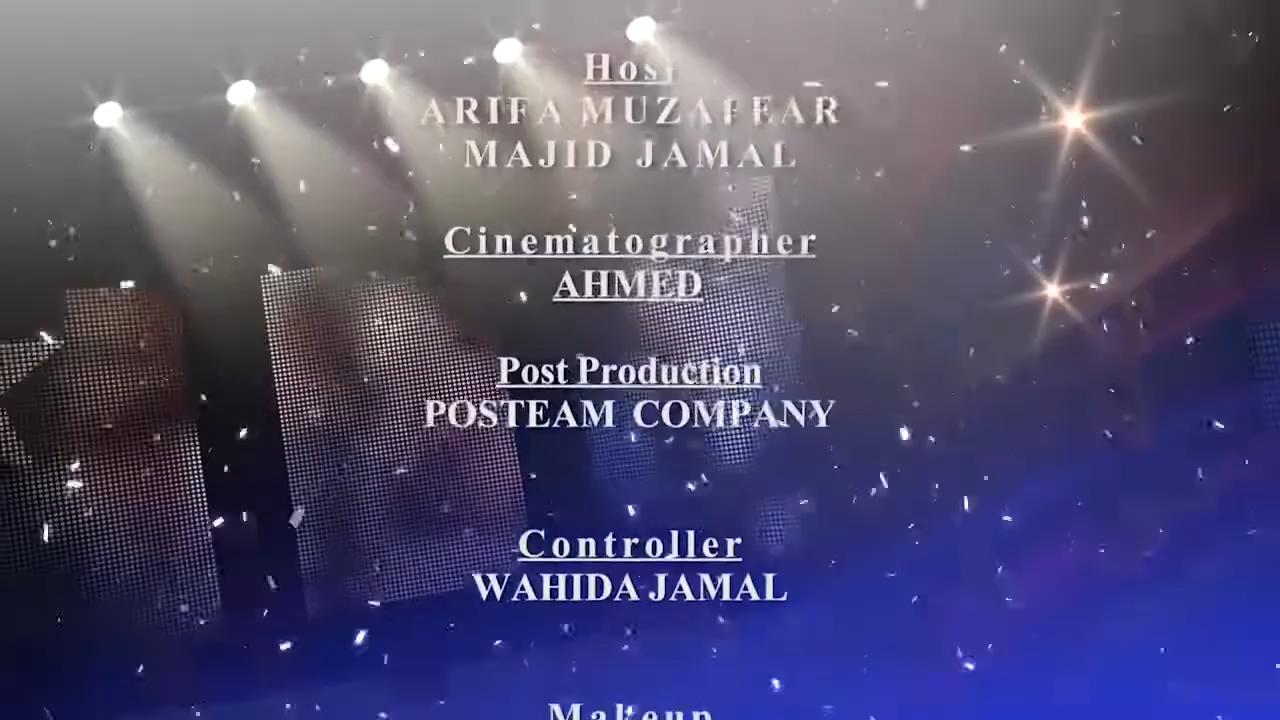 Host
ARIFA MUZAFFAR
MAJID JAMAL
Cinematographer
AHMED
Post Production
POSTEAM COMPANY
Controller
WAHIDA JAMAL
Makeup